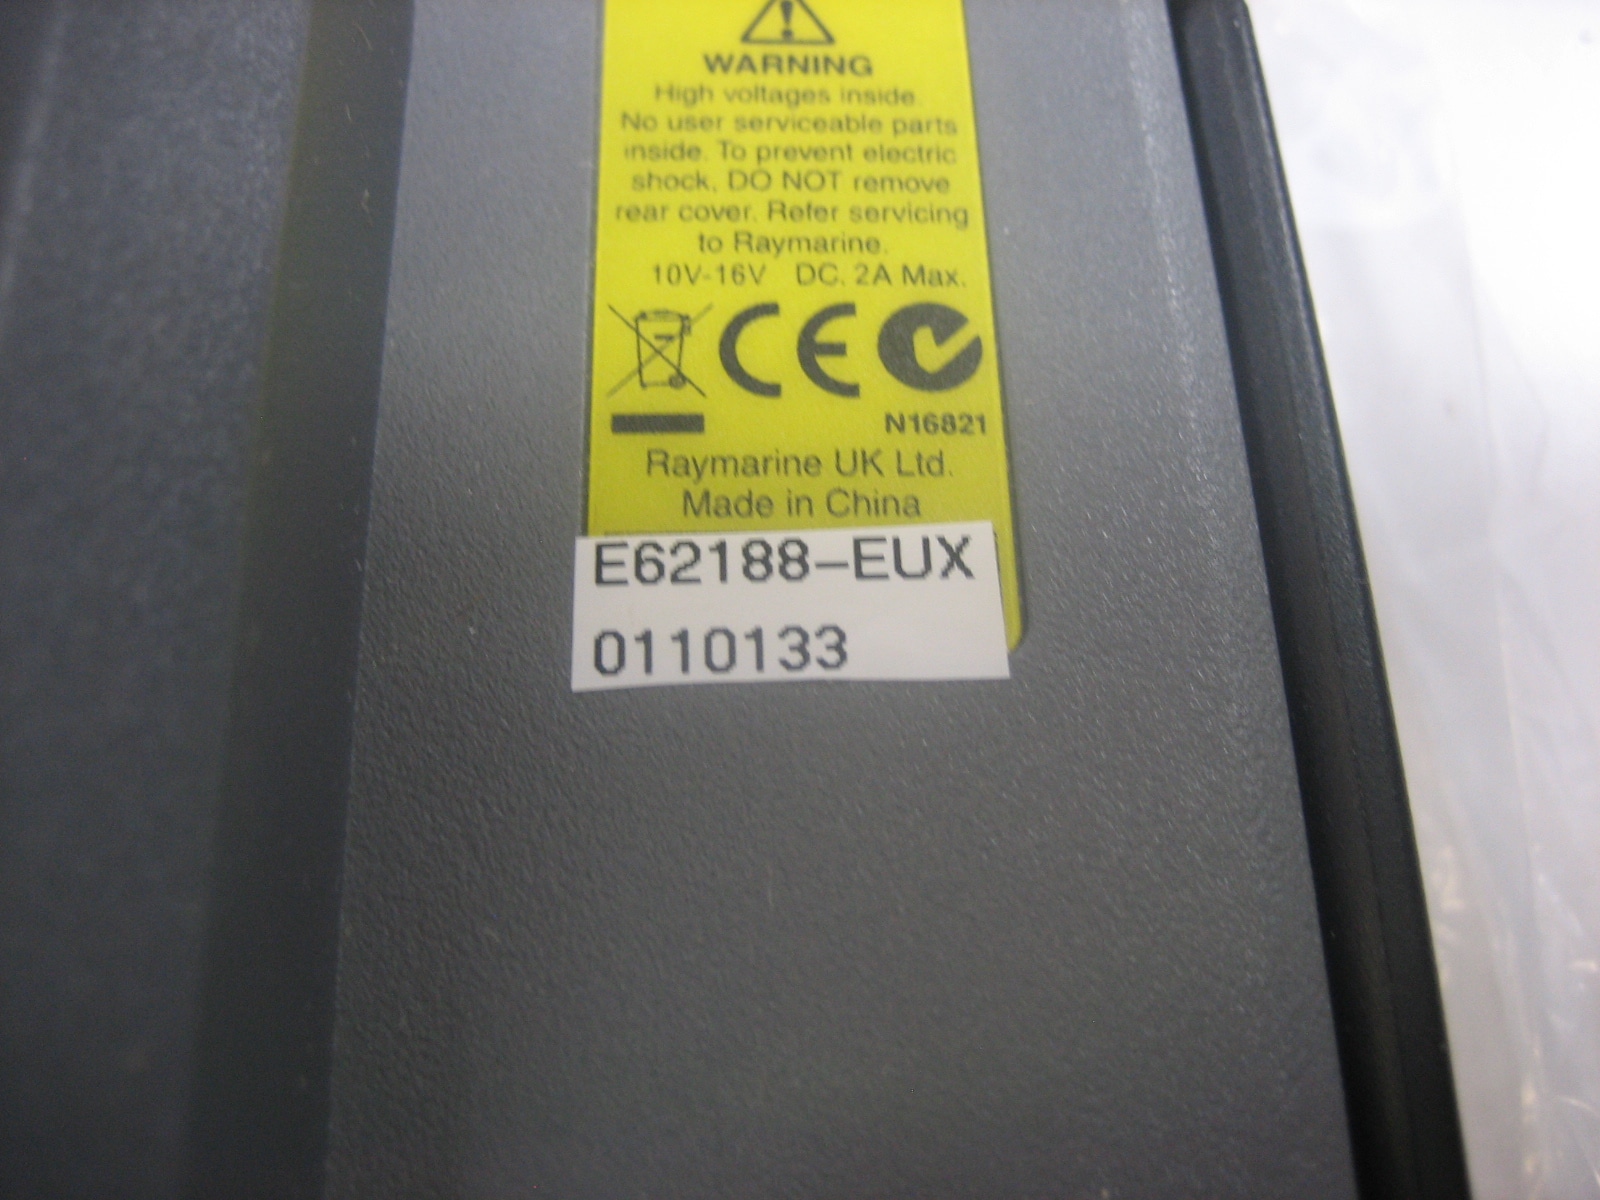 WARNING
High voltages inside.
No user serviceable parts
inside. To prevent electric
shock, DO NOT remove
rear cover. Refer servicing
to Raymarine.
10V-16V DC. 2A Max.
CE
N16821
Raymarine UK Ltd.
Made in China
E62188-EUX
0110133